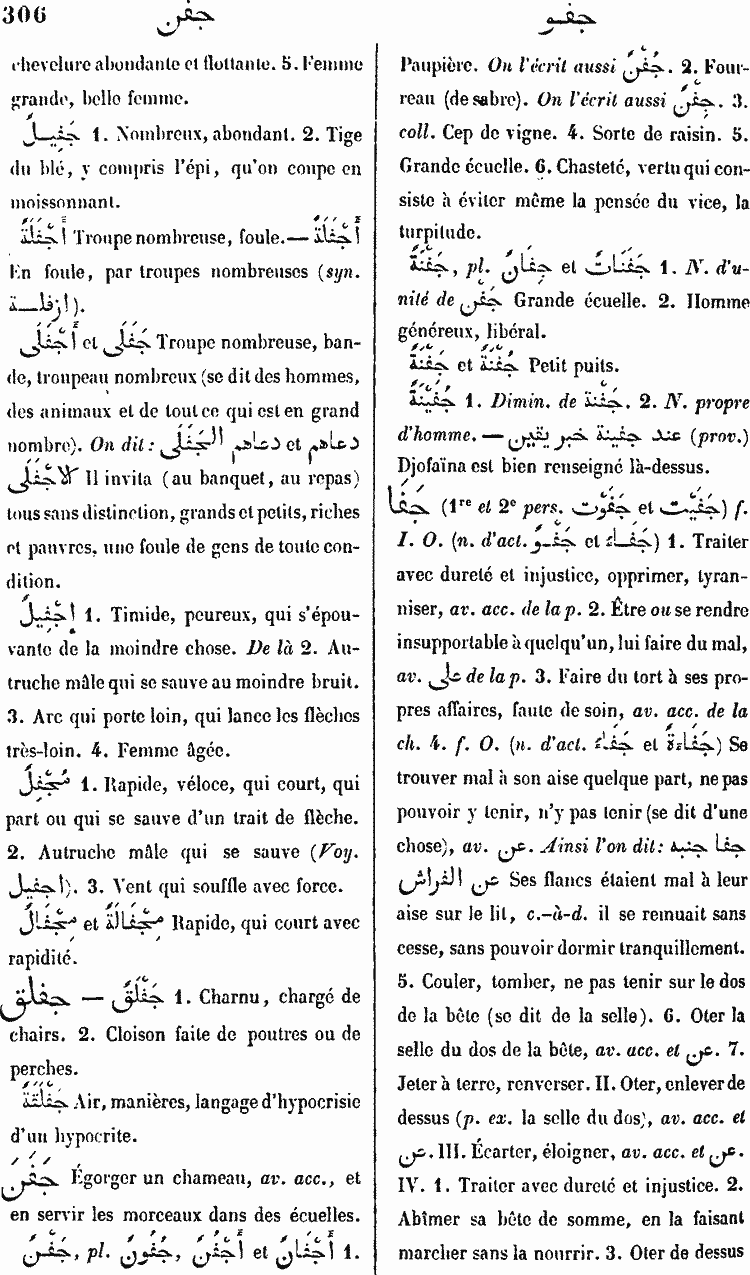 306 جفن جفو
chevelure abondante et flottante. 5. Femme
grande, belle femme.
جَفِيلٌ 1. Nombreux, abondant. 2. Tige
du blé, y compris l'épi, qu'on coupe en
moissonnant.
أَجْفَلَةٌ Troupe nombreuse, foule.— أَجْفَلَةً
En foule, par troupes nombreuses (syn.
ازفلـة).
أَجْفَلَى et جَفَلَى Troupe nombreuse, ban-
de, troupeau nombreux (se dit des hommes,
des animaux et de tout ce qui est en grand
nombre). On dit: دعاهم الجَفَلَى et دعاهم
الاَجْفَلَى Il invita (au banquet, au repas)
tous sans distinction, grands et petits, riches
et pauvres, une foule de gens de toute con-
dition.
إِجْفِيلٌ 1. Timide, peureux, qui s'épou-
vante de la moindre chose. De là 2. Au-
truche mâle qui se sauve au moindre bruit.
3. Arc qui porte loin, qui lance les flèches
très-loin. 4. Femme âgée.
مُجْفِلٌ 1. Rapide, véloce, qui court, qui
part ou qui se sauve d'un trait de flèche.
2. Autruche mâle qui se sauve (Voy.
اجفيل). 3. Vent qui souffle avec force.
مِجْفَالٌ et مِجْفَالَةٌ Rapide, qui court avec
rapidité.
جفلق — جَفْلَقٌ 1. Charnu, chargé de
chairs. 2. Cloison faite de poutres ou de
perches.
جَفْلَقَةٌ Air, manières, langage d'hypocrisie
d'un hypocrite.
جَفَنَ Égorger un chameau, av. acc., et
en servir les morceaux dans des écuelles.
جَفْنٌ, pl. جُفُونٌ, أَجْفُنٌ et أَجْفَانٌ 1.
Paupière. On l'écrit aussi جُفْنٌ. 2. Four-
reau (de sabre). On l'écrit aussi جِفْنٌ. 3.
coll. Cep de vigne. 4. Sorte de raisin. 5.
Grande écuelle. 6. Chasteté, vertu qui con-
siste à éviter même la pensée du vice, la
turpitude.
جَفْنَةٌ, pl. جِفَانٌ et جَفَنَاتٌ 1. N. d'u-
nité de جَفْن Grande écuelle. 2. Homme
généreux, libéral.
جَفْنَةٌ et جُفْنَةٌ Petit puits.
جُفَيْنَةٌ 1. Dimin. de جَفْنة. 2. N. propre
d'homme. — عند جفينة خبر يقين (prov.)
Djofaïna est bien renseigné là-dessus.
جَفَا (1re et 2e pers. جَفَوْت et جَفَيْت) f.
I. O. (n. d'act. جَفْو et جَفَاء) 1. Traiter
avec dureté et injustice, opprimer, tyran-
niser, av. acc. de la p. 2. Être ou se rendre
insupportable à quelqu'un, lui faire du mal,
av. على de la p. 3. Faire du tort à ses pro-
pres affaires, faute de soin, av. acc. de la
ch. 4. f. O. (n. d'act. جَفَاءٌ et جَفَاءَةٌ) Se
trouver mal à son aise quelque part, ne pas
pouvoir y tenir, n'y pas tenir (se dit d'une
chose), av. عن. Ainsi l'on dit: جفا جنبه
عن الفراش Ses flancs étaient mal à leur
aise sur le lit, c.-à-d. il se remuait sans
cesse, sans pouvoir dormir tranquillement.
5. Couler, tomber, ne pas tenir sur le dos
de la bête (se dit de la selle). 6. Oter la
selle du dos de la bête, av. acc. et عن. 7.
Jeter à terre, renverser. II. Oter, enlever de
dessus (p. ex. la selle du dos), av. acc. et
عن. III. Écarter, éloigner, av. acc. et عن.
IV. 1. Traiter avec dureté et injustice. 2.
Abîmer sa bête de somme, en la faisant
marcher sans la nourrir. 3. Oter de dessus